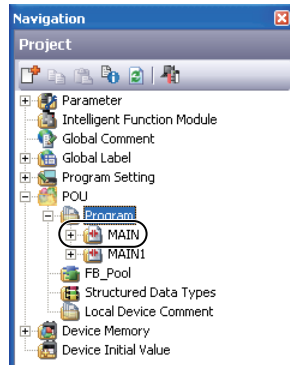 Navigation
Project
Parameter
Intelligent Function Module
Global Comment
Global Label
Program Setting
POU
Program
MAIN
MAIN1
FB_Pool
Structured Data Types
Local Device Comment
Device Memory
Device Initial Value